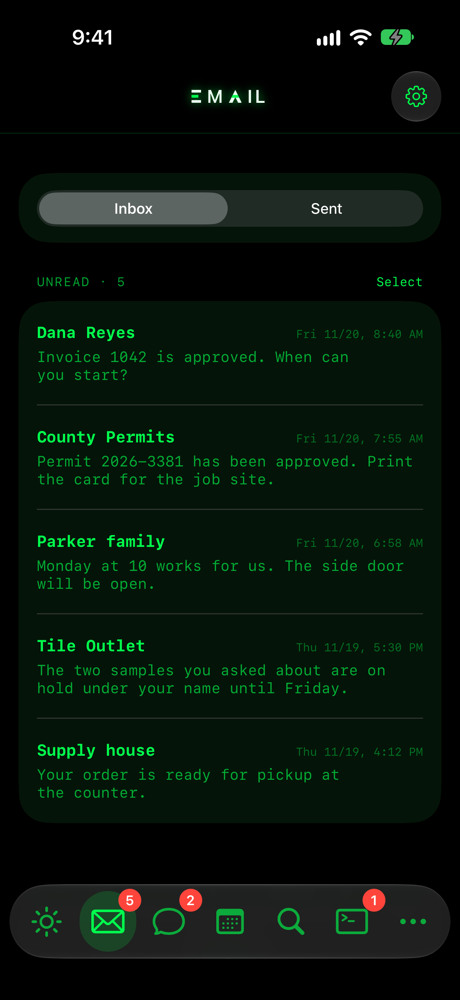 9:41
EMAIL
Inbox
Sent
UNREAD · 5
Select
Dana Reyes
Fri 11/20, 8:40 AM
Invoice 1042 is approved. When can
you start?
County Permits
Fri 11/20, 7:55 AM
Permit 2026-3381 has been approved. Print
the card for the job site.
Parker family
Fri 11/20, 6:58 AM
Monday at 10 works for us. The side door
will be open.
Tile Outlet
Thu 11/19, 5:30 PM
The two samples you asked about are on
hold under your name until Friday.
Supply house
Thu 11/19, 4:12 PM
Your order is ready for pickup at
the counter.
5
2
1